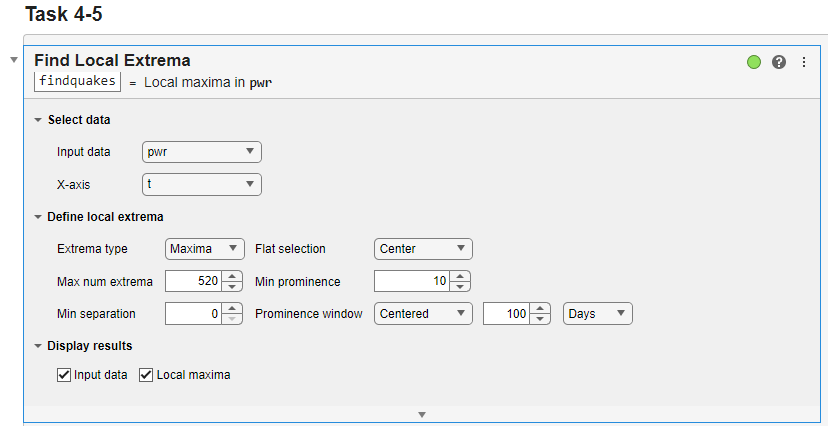 Task 4-5
Find Local Extrema
findquakes = Local maxima in pwr
Select data
Input data pwr
X-axis t
Define local extrema
Extrema type Maxima Flat selection Center
Max num extrema 520 Min prominence 10
Min separation 0 Prominence window Centered 100 Days
Display results
Input data Local maxima